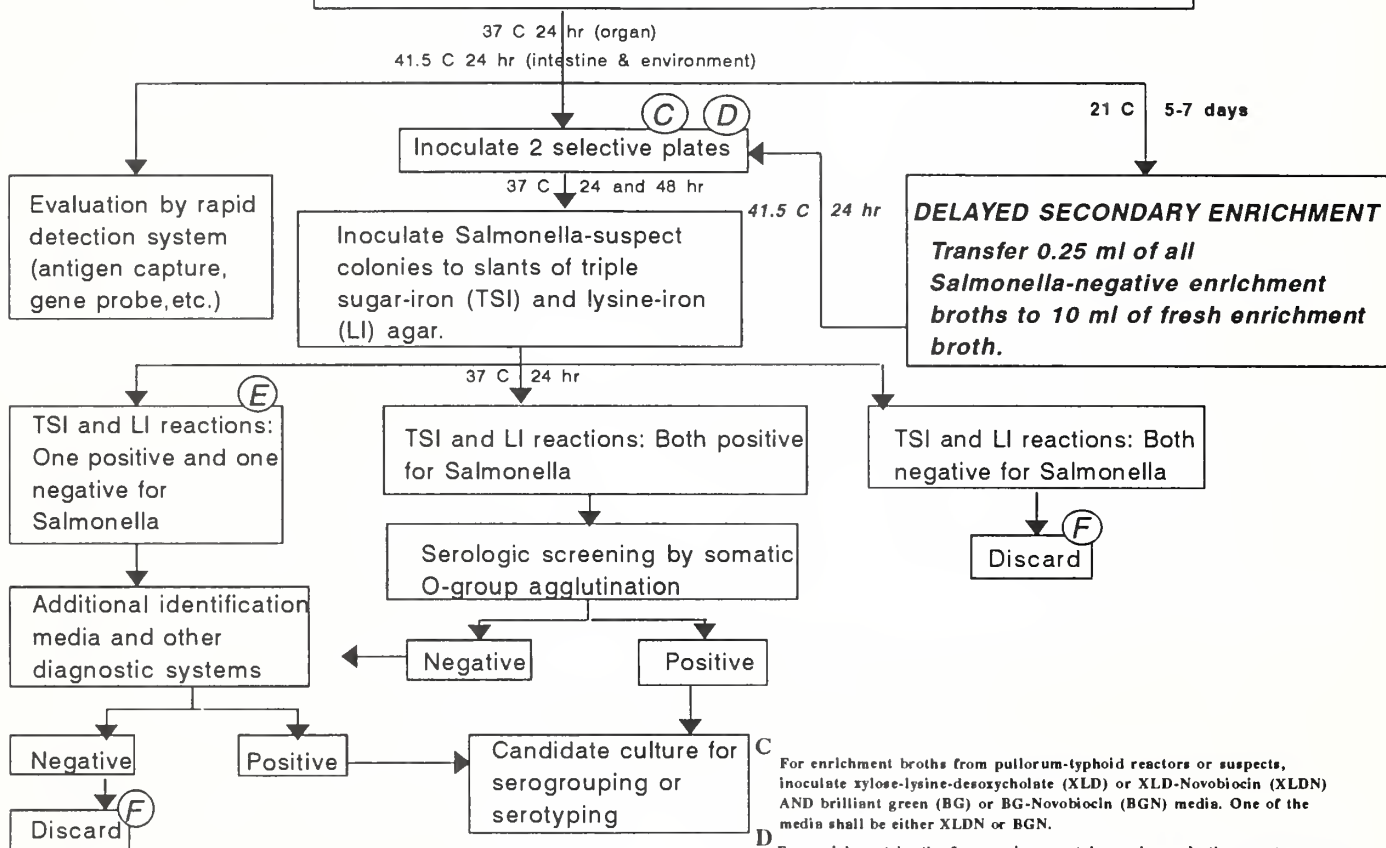 37 C 24 hr (organ)
41.5 C 24 hr (intestine & environment)
C D
21 C 5-7 days
Inoculate 2 selective plates
37 C 24 and 48 hr
41.5 C 24 hr
Evaluation by rapid
detection system
(antigen capture,
gene probe,etc.)
Inoculate Salmonella-suspect
colonies to slants of triple
sugar-iron (TSI) and lysine-iron
(LI) agar.
DELAYED SECONDARY ENRICHMENT
Transfer 0.25 ml of all
Salmonella-negative enrichment
broths to 10 ml of fresh enrichment
broth.
37 C 24 hr
E
TSI and LI reactions:
One positive and one
negative for
Salmonella
TSI and LI reactions: Both positive
for Salmonella
TSI and LI reactions: Both
negative for Salmonella
F
Discard
Serologic screening by somatic
O-group agglutination
Additional identification
media and other
diagnostic systems
Negative
Positive
Negative
Positive
Candidate culture for
serogrouping or
serotyping
F
Discard
C
For enrichment broths from pullorum-typhoid reactors or suspects,
inoculate xylose-lysine-desoxycholate (XLD) or XLD-Novobiocin (XLDN)
AND brilliant green (BG) or BG-Novobiocin (BGN) media. One of the
media shall be either XLDN or BGN.
D